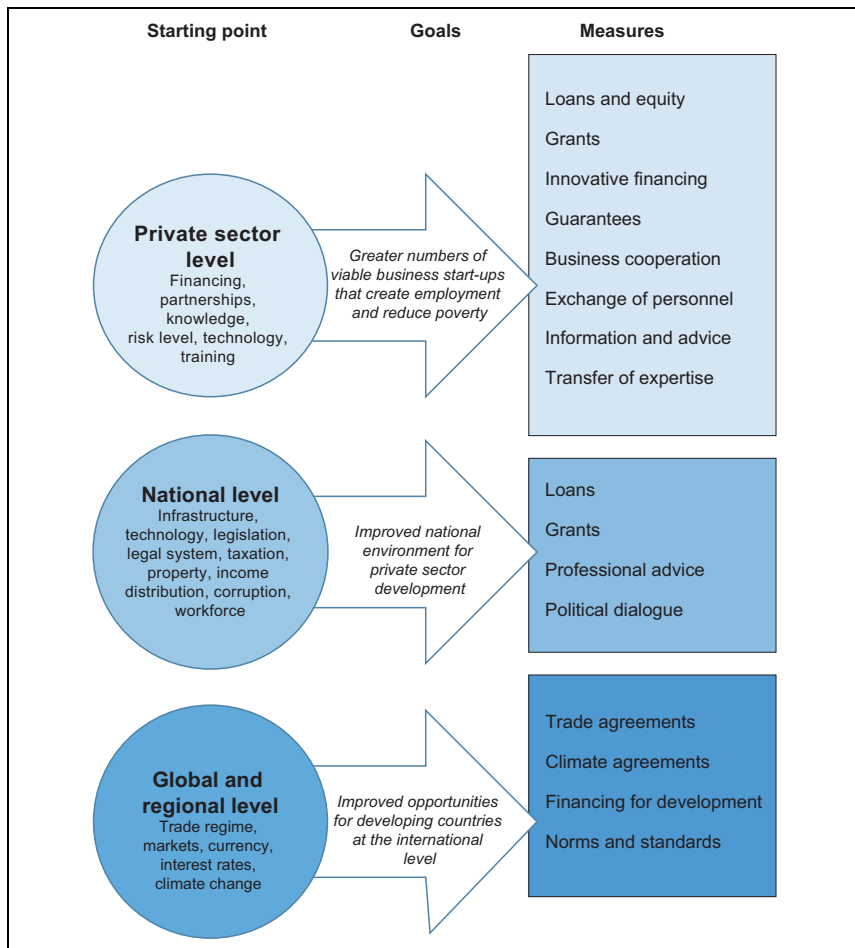 Starting point Goals Measures
Private sector
level
Financing,
partnerships,
knowledge,
risk level, technology,
training
Greater numbers of
viable business start-ups
that create employment
and reduce poverty
Loans and equity
Grants
Innovative financing
Guarantees
Business cooperation
Exchange of personnel
Information and advice
Transfer of expertise
National level
Infrastructure,
technology, legislation,
legal system, taxation,
property, income
distribution, corruption,
workforce
Improved national
environment for
private sector
development
Loans
Grants
Professional advice
Political dialogue
Global and
regional level
Trade regime,
markets, currency,
interest rates,
climate change
Improved opportunities
for developing countries
at the international
level
Trade agreements
Climate agreements
Financing for development
Norms and standards